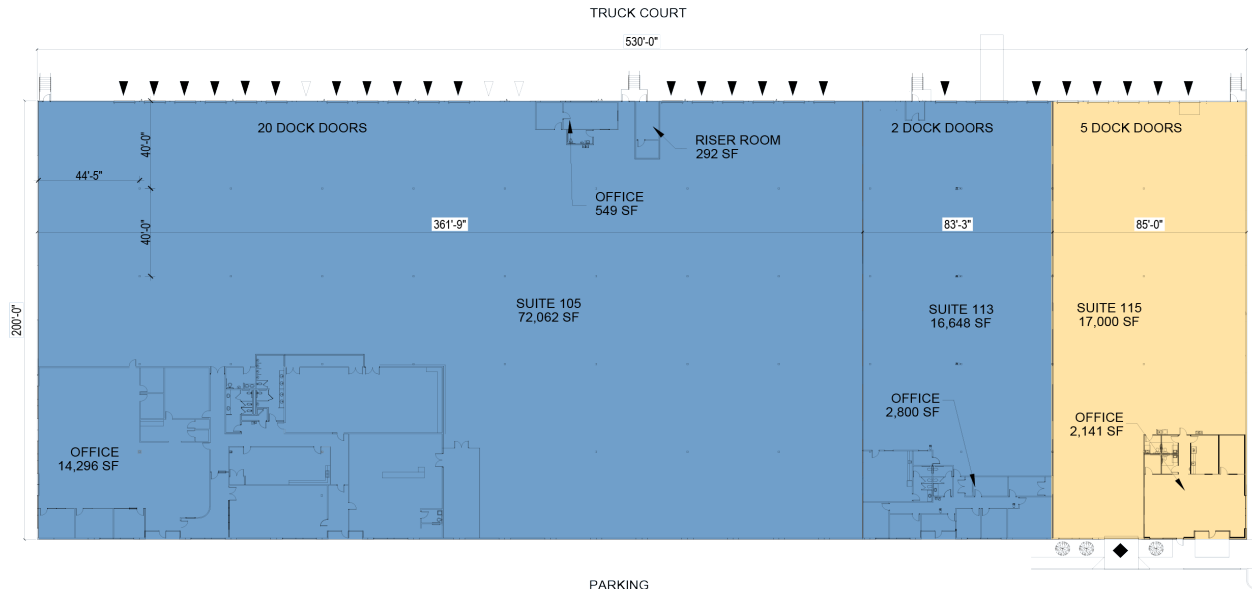 TRUCK COURT
530'-0"
20 DOCK DOORS
2 DOCK DOORS
5 DOCK DOORS
40'-0"
RISER ROOM
292 SF
44'-5"
OFFICE
549 SF
40'-0"
361'-9"
83'-3"
85'-0"
200'-0"
SUITE 105
72,062 SF
SUITE 113
16,648 SF
SUITE 115
17,000 SF
OFFICE
2,800 SF
OFFICE
2,141 SF
OFFICE
14,296 SF
PARKING